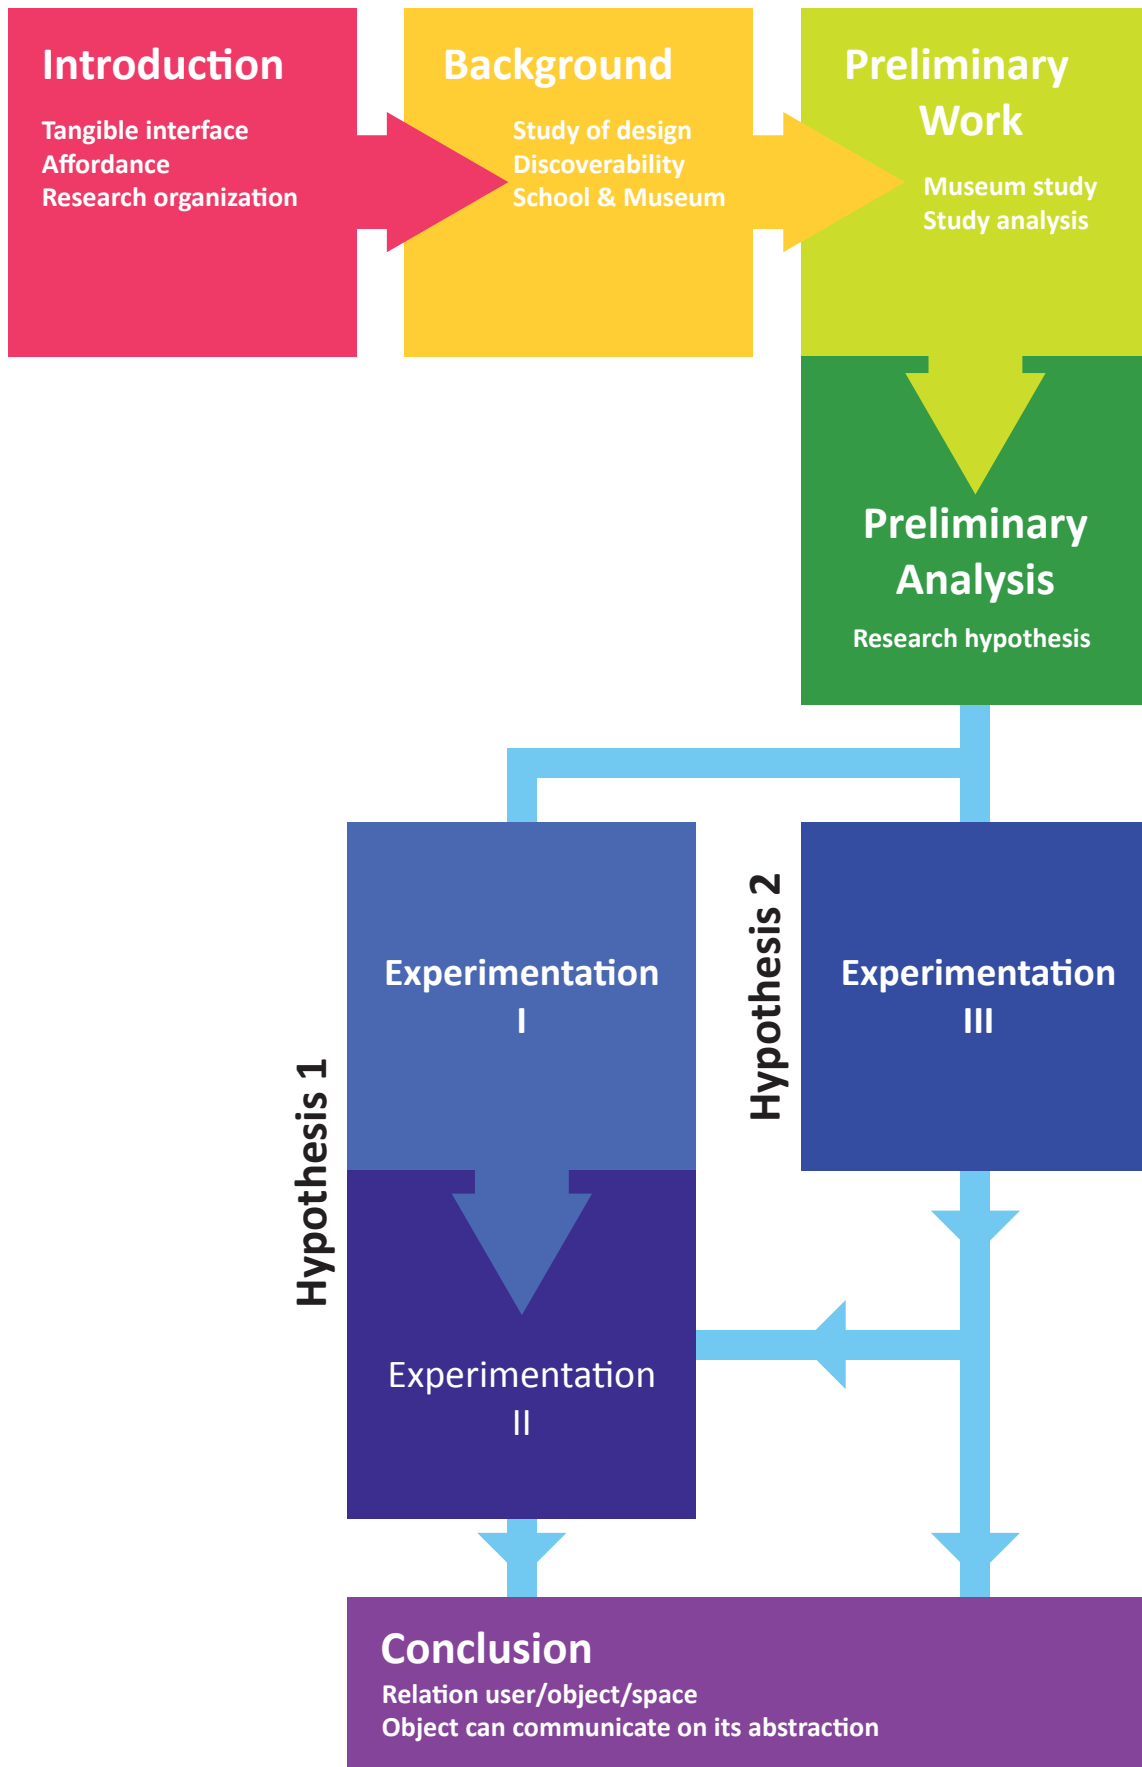 Introduction
Tangible interface
Affordance
Research organization
Background
Study of design
Discoverability
School & Museum
Preliminary
Work
Museum study
Study analysis
Preliminary
Analysis
Research hypothesis
Hypothesis 1
Experimentation
I
Experimentation
II
Hypothesis 2
Experimentation
III
Conclusion
Relation user/object/space
Object can communicate on its abstraction